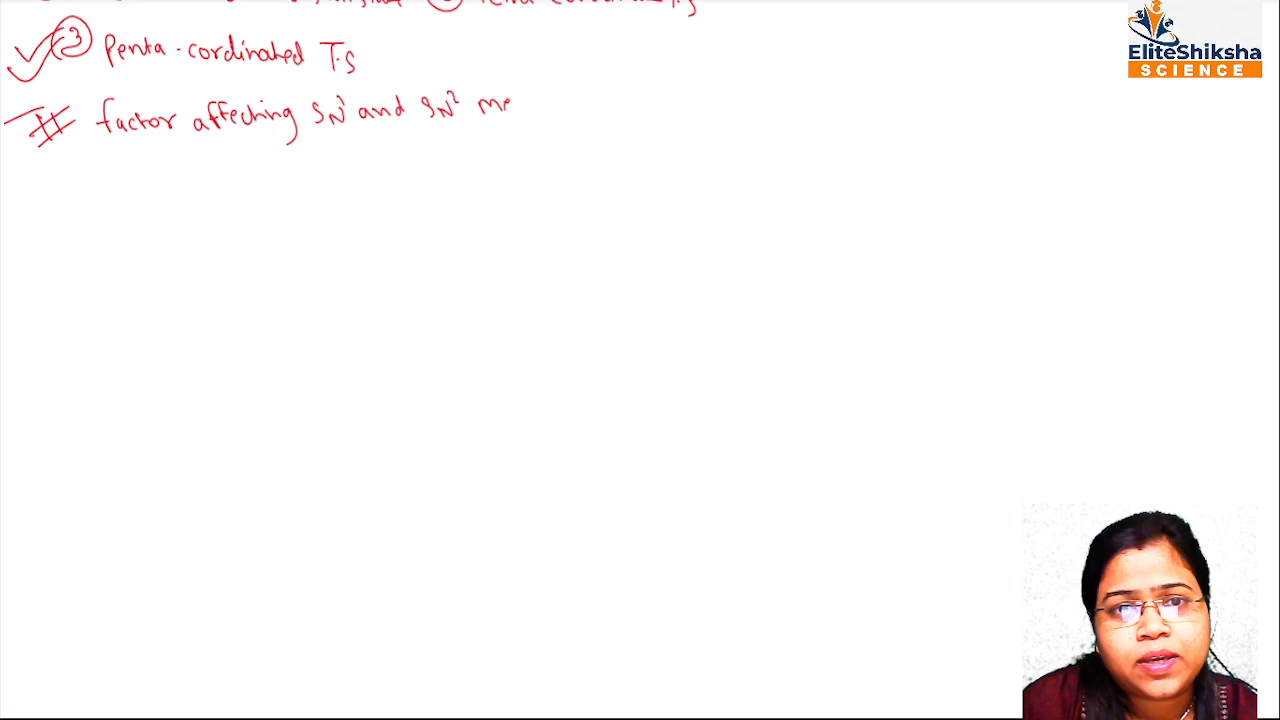 ③ Penta-cordinated T.S
# factor affecting SN¹ and SN² me
EliteShiksha
SCIENCE